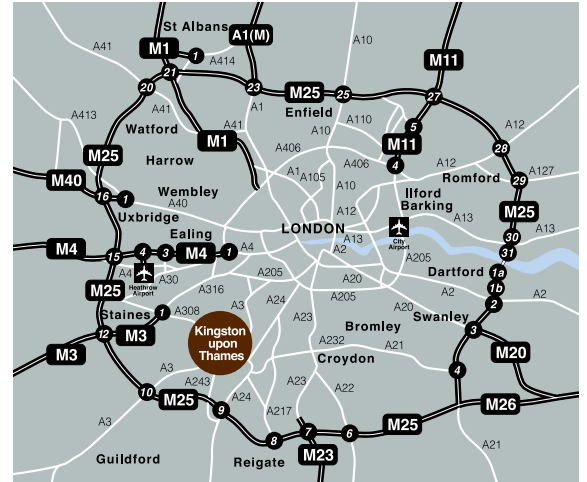 St Albans
A41
M1
1
A414
A1(M)
A10
M11
21
20
23
M25
25
27
A41
A413
A41
A1
Enfield
A10
A110
5
M11
A12
Watford
M1
28
M25
Harrow
A406
A406
4
A12
Romford
29
A127
M40
A1
A105
A10
Ilford
Wembley
16
1
A40
Barking
M25
Uxbridge
A12
LONDON
A13
A13
Ealing
City
Airport
30
M4
15
4
3
M4
1
A4
A13
31
A4
A30
Heathrow
Airport
A205
A205
Dartford
1a
M25
A316
A20
A2
1b
A205
A2
2
A2
Staines
1
A308
A3
A24
A23
A20
Swanley
Kingston
upon
Thames
Bromley
3
12
M3
A232
M20
M3
A21
Croydon
A3
4
A243
10
M25
A24
A23
A22
M26
9
A217
A3
M25
8
7
6
Guildford
Reigate
M23
A21